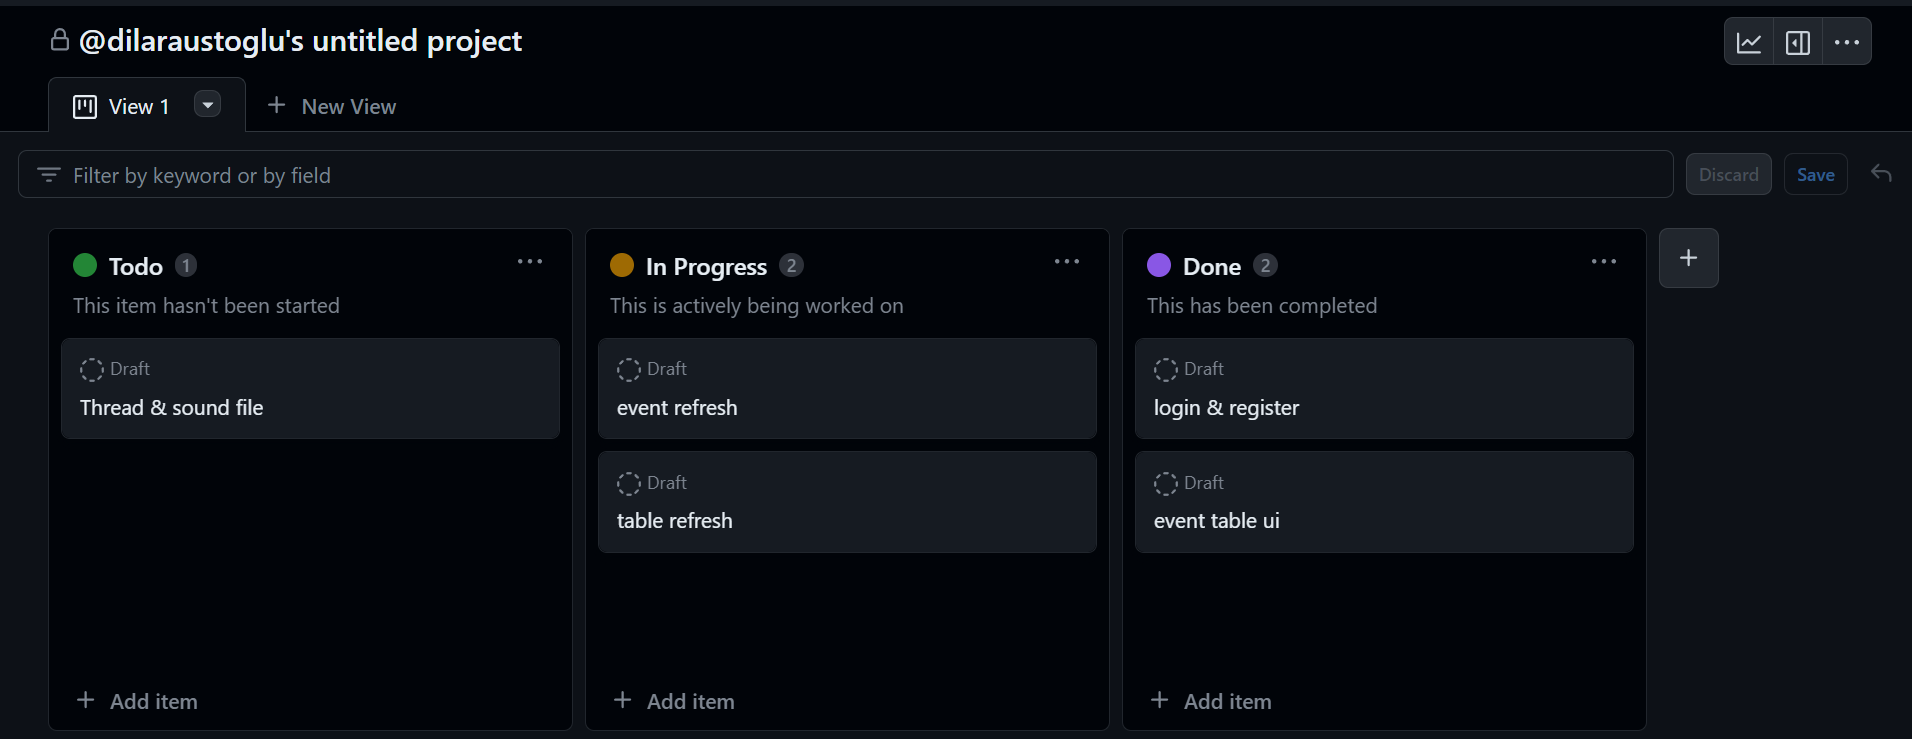 @dilaraustoglu's untitled project
View 1
New View
Filter by keyword or by field
Discard
Save
Todo 1
This item hasn't been started
Draft
Thread & sound file
Add item
In Progress 2
This is actively being worked on
Draft
event refresh
Draft
table refresh
Add item
Done 2
This has been completed
Draft
login & register
Draft
event table ui
Add item